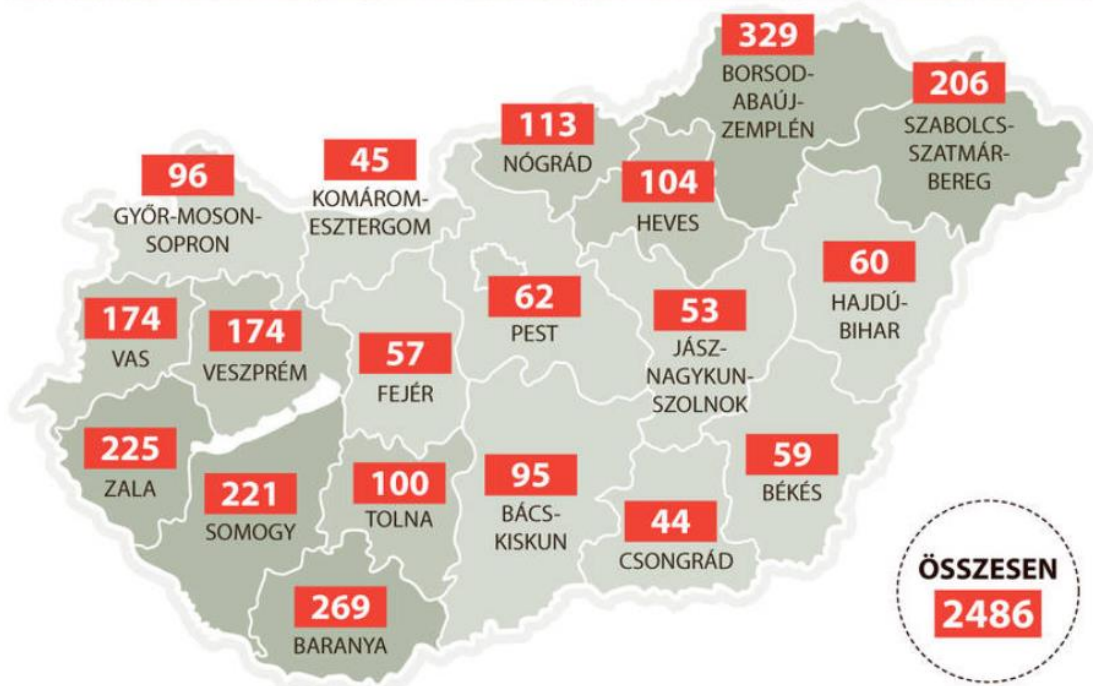 329
BORSOD-
ABAÚJ-
ZEMPLÉN
206
SZABOLCS-
SZATMÁR-
BEREG
113
NÓGRÁD
45
KOMÁROM-
ESZTERGOM
96
GYŐR-MOSON-
SOPRON
104
HEVES
60
HAJDÚ-
BIHAR
62
PEST
53
JÁSZ-
NAGYKUN-
SZOLNOK
174
VAS
174
VESZPRÉM
57
FEJÉR
225
ZALA
221
SOMOGY
100
TOLNA
95
BÁCS-
KISKUN
59
BÉKÉS
44
CSONGRÁD
269
BARANYA
ÖSSZESEN
2486